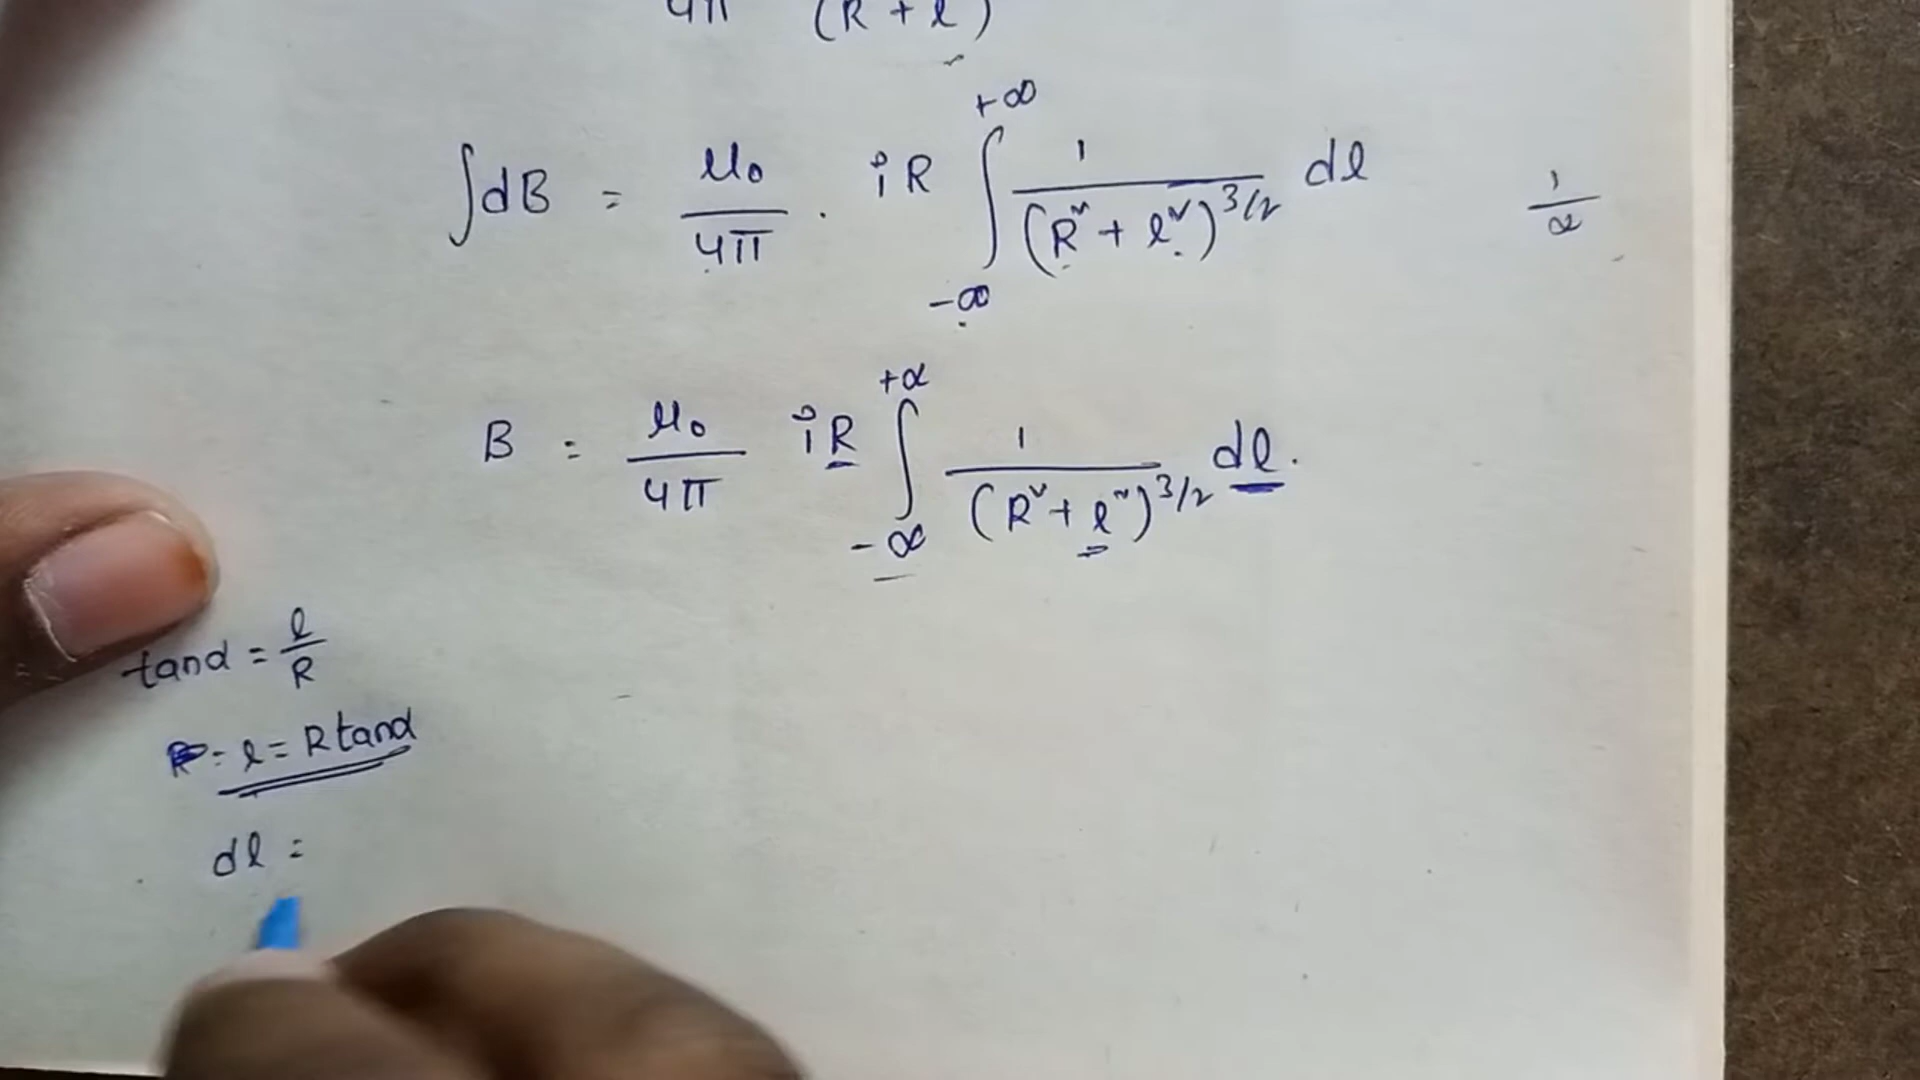 4π (R + l)
∫dB = μ₀/4π . iR ∫_{-∞}^{+∞} 1/(R² + l²)^{3/2} dl
1/α
B = μ₀/4π iR ∫_{-α}^{+α} 1/(R² + l²)^{3/2} dl.
tanα = l/R
l = R tanα
dl =